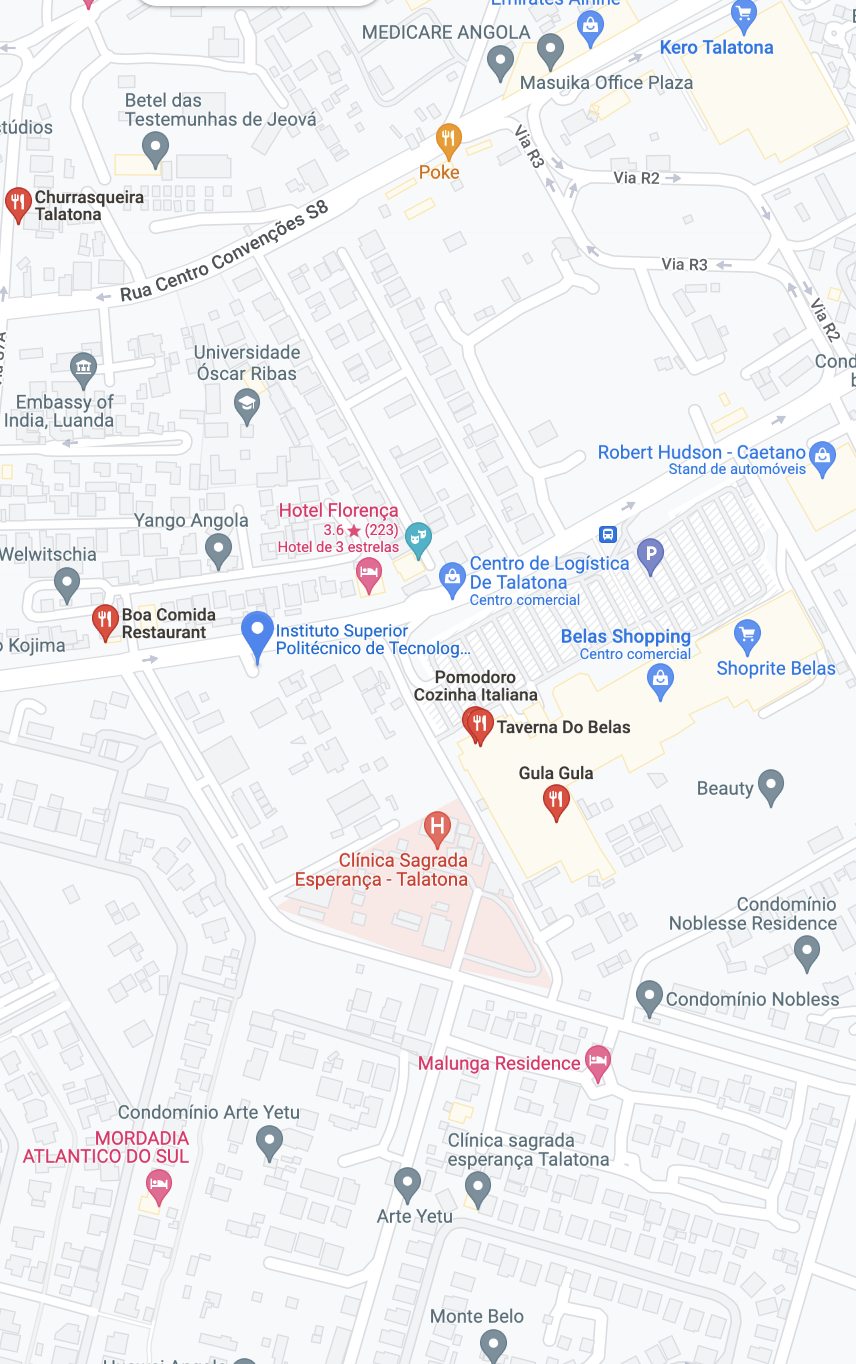 Emirates Airline
MEDICARE ANGOLA
Kero Talatona
Masuika Office Plaza
Betel das
Testemunhas de Jeová
Via R3
Poke
Via R2
Churrasqueira
Talatona
Rua Centro Convenções S8
Via R3
Via R2
Universidade
Óscar Ribas
Embassy of
India, Luanda
Robert Hudson - Caetano
Stand de automóveis
Hotel Florença
3.6 ★ (223)
Hotel de 3 estrelas
Yango Angola
Welwitschia
P
Centro de Logística
De Talatona
Centro comercial
Boa Comida
Restaurant
Instituto Superior
Politécnico de Tecnolog...
Kojima
Belas Shopping
Centro comercial
Shoprite Belas
Pomodoro
Cozinha Italiana
Taverna Do Belas
Gula Gula
Beauty
H
Clínica Sagrada
Esperança - Talatona
Condomínio
Noblesse Residence
Condomínio Nobless
Malunga Residence
Condomínio Arte Yetu
MORDADIA
ATLANTICO DO SUL
Clínica sagrada
esperança Talatona
Arte Yetu
Monte Belo